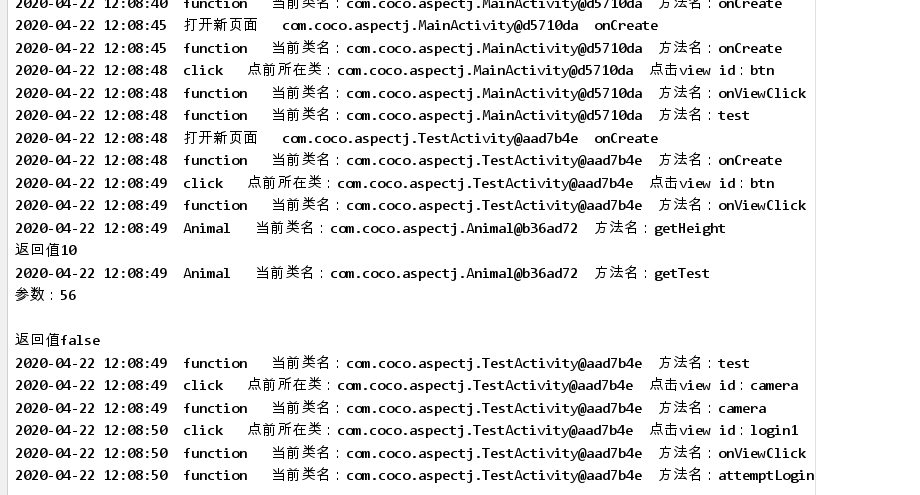 2020-04-22 12:08:40  function   当前类名：com.coco.aspectj.MainActivity@d5710da  方法名：onCreate
2020-04-22 12:08:45  打开新页面   com.coco.aspectj.MainActivity@d5710da  onCreate
2020-04-22 12:08:45  function   当前类名：com.coco.aspectj.MainActivity@d5710da  方法名：onCreate
2020-04-22 12:08:48  click   点前所在类：com.coco.aspectj.MainActivity@d5710da  点击view id：btn
2020-04-22 12:08:48  function   当前类名：com.coco.aspectj.MainActivity@d5710da  方法名：onViewClick
2020-04-22 12:08:48  function   当前类名：com.coco.aspectj.MainActivity@d5710da  方法名：test
2020-04-22 12:08:48  打开新页面   com.coco.aspectj.TestActivity@aad7b4e  onCreate
2020-04-22 12:08:48  function   当前类名：com.coco.aspectj.TestActivity@aad7b4e  方法名：onCreate
2020-04-22 12:08:49  click   点前所在类：com.coco.aspectj.TestActivity@aad7b4e  点击view id：btn
2020-04-22 12:08:49  function   当前类名：com.coco.aspectj.TestActivity@aad7b4e  方法名：onViewClick
2020-04-22 12:08:49  Animal   当前类名：com.coco.aspectj.Animal@b36ad72  方法名：getHeight
返回值10
2020-04-22 12:08:49  Animal   当前类名：com.coco.aspectj.Animal@b36ad72  方法名：getTest
参数：56
返回值false
2020-04-22 12:08:49  function   当前类名：com.coco.aspectj.TestActivity@aad7b4e  方法名：test
2020-04-22 12:08:49  click   点前所在类：com.coco.aspectj.TestActivity@aad7b4e  点击view id：camera
2020-04-22 12:08:49  function   当前类名：com.coco.aspectj.TestActivity@aad7b4e  方法名：camera
2020-04-22 12:08:50  click   点前所在类：com.coco.aspectj.TestActivity@aad7b4e  点击view id：login1
2020-04-22 12:08:50  function   当前类名：com.coco.aspectj.TestActivity@aad7b4e  方法名：onViewClick
2020-04-22 12:08:50  function   当前类名：com.coco.aspectj.TestActivity@aad7b4e  方法名：attemptLogin